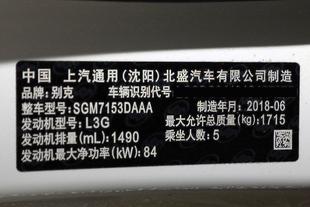 中国 上汽通用(沈阳)北盛汽车有限公司制造
品牌:别克 车辆识别代号
整车型号:SGM7153DAAA 制造年月:2018-06
发动机型号:L3G 最大允许总质量(kg):1715
发动机排量(mL):1490 乘坐人数:5
发动机最大净功率(kW):84